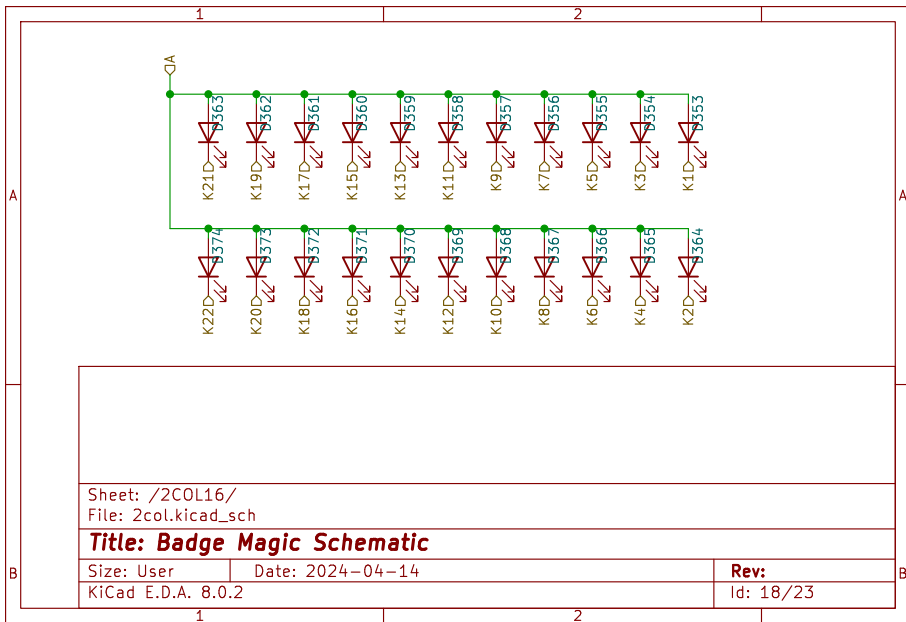 1 2
A
D363 D362 D361 D360 D359 D358 D357 D356 D355 D354 D353
K21 K19 K17 K15 K13 K11 K9 K7 K5 K3 K1
A A
D374 D373 D372 D371 D370 D369 D368 D367 D366 D365 D364
K22 K20 K18 K16 K14 K12 K10 K8 K6 K4 K2
Sheet: /2COL16/
File: 2col.kicad_sch
Title: Badge Magic Schematic
Size: User Date: 2024-04-14 Rev:
B B
KiCad E.D.A. 8.0.2 Id: 18/23
1 2